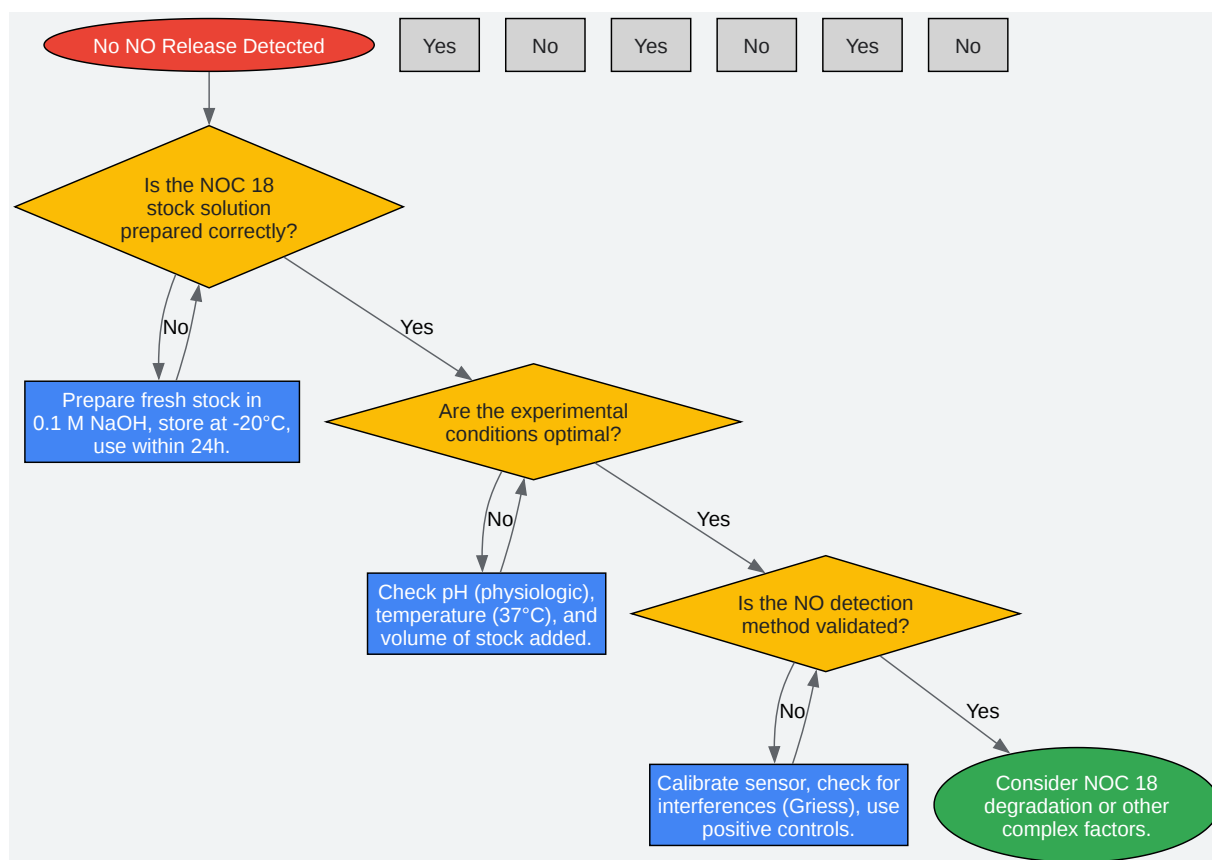 No NO Release Detected
Yes
No
Yes
No
Yes
No
Is the NOC 18
stock solution
prepared correctly?
No
Yes
Prepare fresh stock in
0.1 M NaOH, store at -20°C,
use within 24h.
Are the experimental
conditions optimal?
No
Yes
Check pH (physiologic),
temperature (37°C), and
volume of stock added.
Is the NO detection
method validated?
No
Yes
Calibrate sensor, check for
interferences (Griess), use
positive controls.
Consider NOC 18
degradation or other
complex factors.